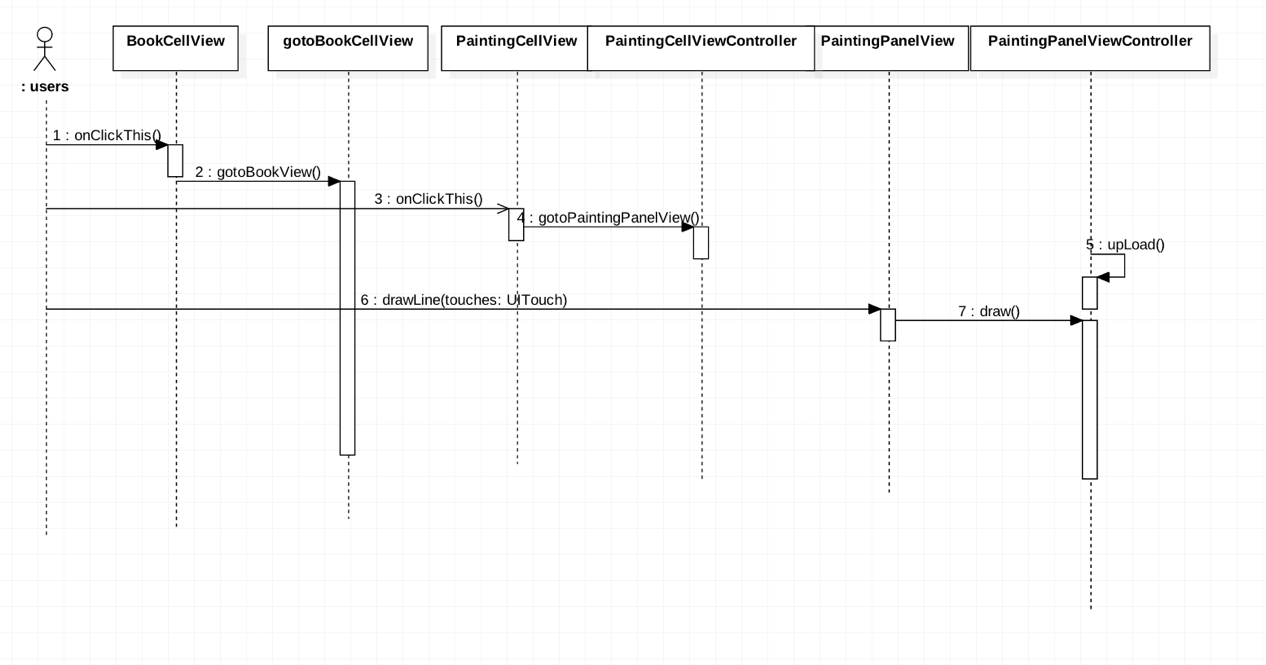 BookCellView
gotoBookCellView
PaintingCellView
PaintingCellViewController
PaintingPanelView
PaintingPanelViewController
: users
1 : onClickThis()
2 : gotoBookView()
3 : onClickThis()
4 : gotoPaintingPanelView()
5 : upLoad()
6 : drawLine(touches: UITouch)
7 : draw()